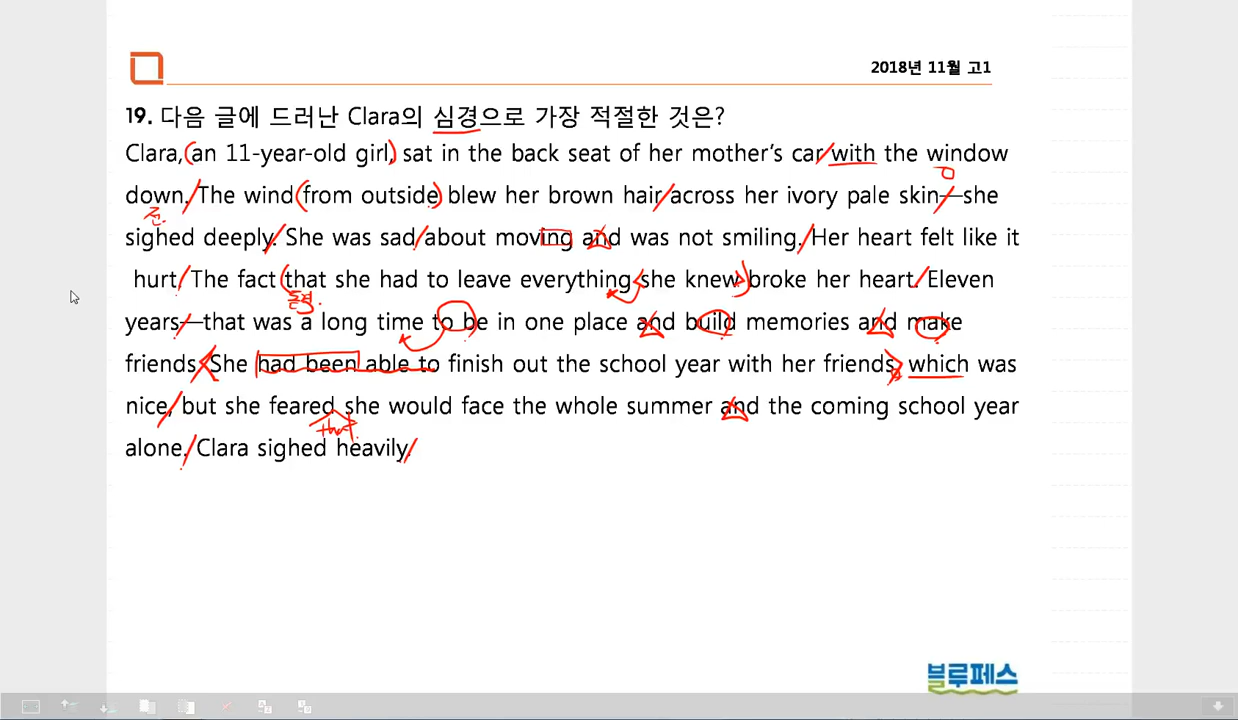 2018년 11월 고1
19. 다음 글에 드러난 Clara의 심경으로 가장 적절한 것은?
Clara, an 11-year-old girl, sat in the back seat of her mother's car with the window
down. The wind from outside blew her brown hair across her ivory pale skin—she
전.
sighed deeply. She was sad about moving and was not smiling. Her heart felt like it
hurt. The fact that she had to leave everything she knew broke her heart. Eleven
동격.
years—that was a long time to be in one place and build memories and make
friends. She had been able to finish out the school year with her friends, which was
nice, but she feared she would face the whole summer and the coming school year
that
alone. Clara sighed heavily.
블루페스